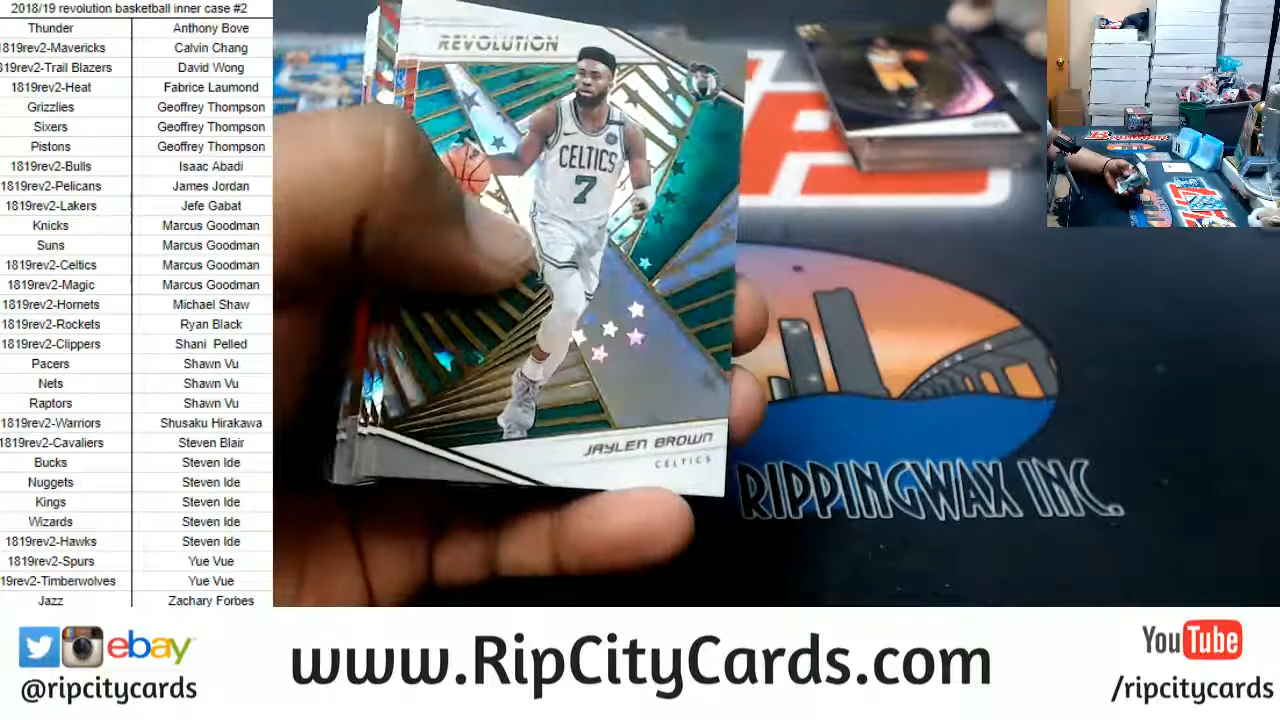 2018/19 revolution basketball inner case #2
Thunder Anthony Bove
1819rev2-Mavericks Calvin Chang
19rev2-Trail Blazers David Wong
1819rev2-Heat Fabrice Laumond
Grizzlies Geoffrey Thompson
Sixers Geoffrey Thompson
Pistons Geoffrey Thompson
1819rev2-Bulls Isaac Abadi
1819rev2-Pelicans James Jordan
1819rev2-Lakers Jefe Gabat
Knicks Marcus Goodman
Suns Marcus Goodman
1819rev2-Celtics Marcus Goodman
1819rev2-Magic Marcus Goodman
1819rev2-Hornets Michael Shaw
1819rev2-Rockets Ryan Black
1819rev2-Clippers Shani Pelled
Pacers Shawn Vu
Nets Shawn Vu
Raptors Shawn Vu
1819rev2-Warriors Shusaku Hirakawa
1819rev2-Cavaliers Steven Blair
Bucks Steven Ide
Nuggets Steven Ide
Kings Steven Ide
Wizards Steven Ide
1819rev2-Hawks Steven Ide
1819rev2-Spurs Yue Vue
19rev2-Timberwolves Yue Vue
Jazz Zachary Forbes
REVOLUTION
CELTICS
7
JAYLEN BROWN
CELTICS
RIPPINGWAX INC.
ebay
@ripcitycards
www.RipCityCards.com
YouTube
/ripcitycards